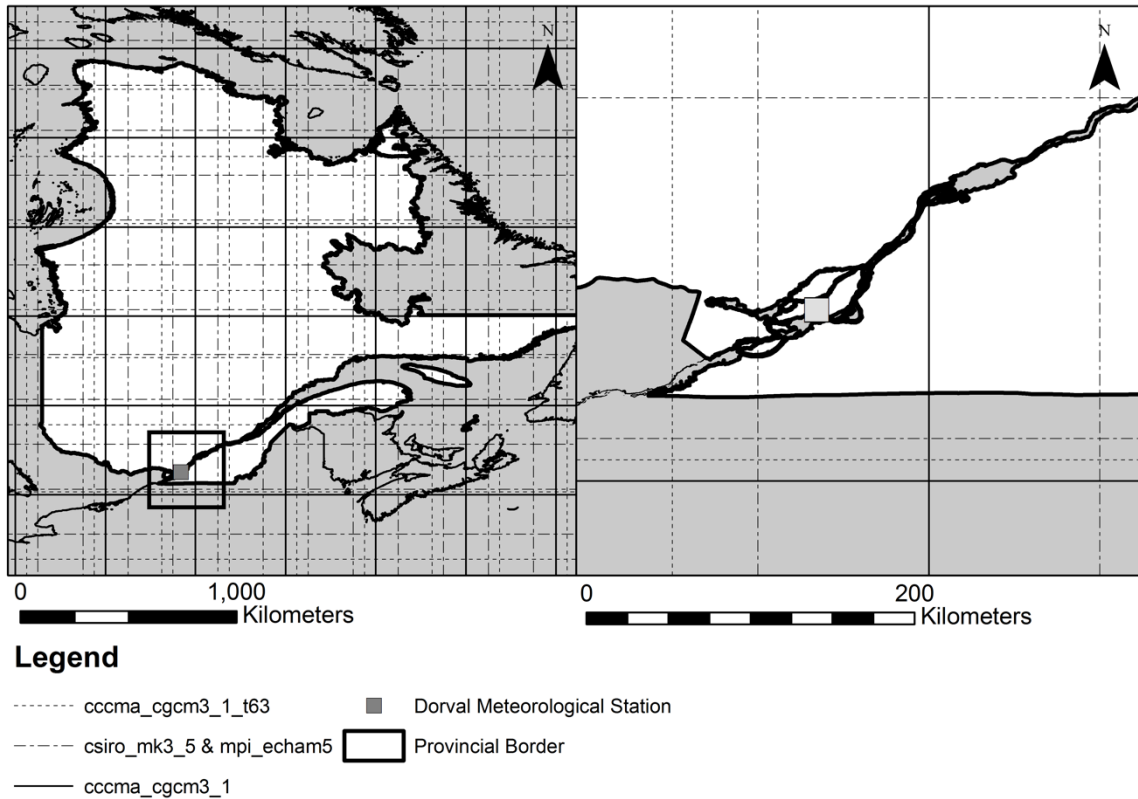 N
N
0 1,000
Kilometers
0 200
Kilometers
Legend
cccma_cgcm3_1_t63
Dorval Meteorological Station
csiro_mk3_5 & mpi_echam5
Provincial Border
cccma_cgcm3_1